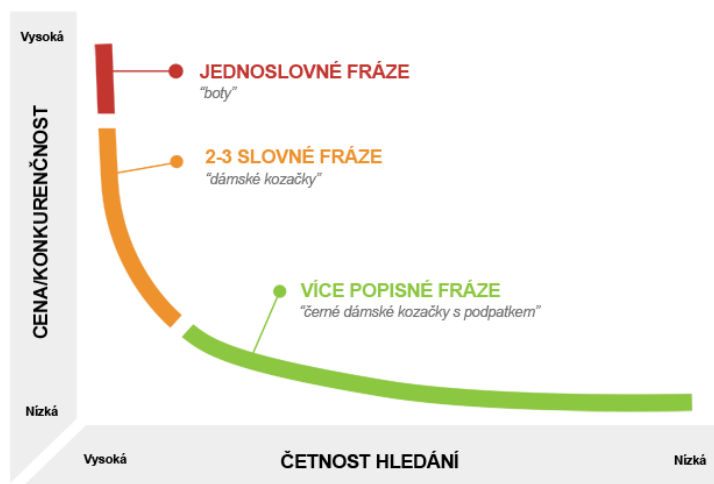 Vysoká
JEDNOSLOVNÉ FRÁZE
“boty”
2-3 SLOVNÉ FRÁZE
“dámské kozačky”
CENA/KONKURENČNOST
VÍCE POPISNÉ FRÁZE
“černé dámské kozačky s podpatkem”
Nízká
Vysoká
ČETNOST HLEDÁNÍ
Nízká